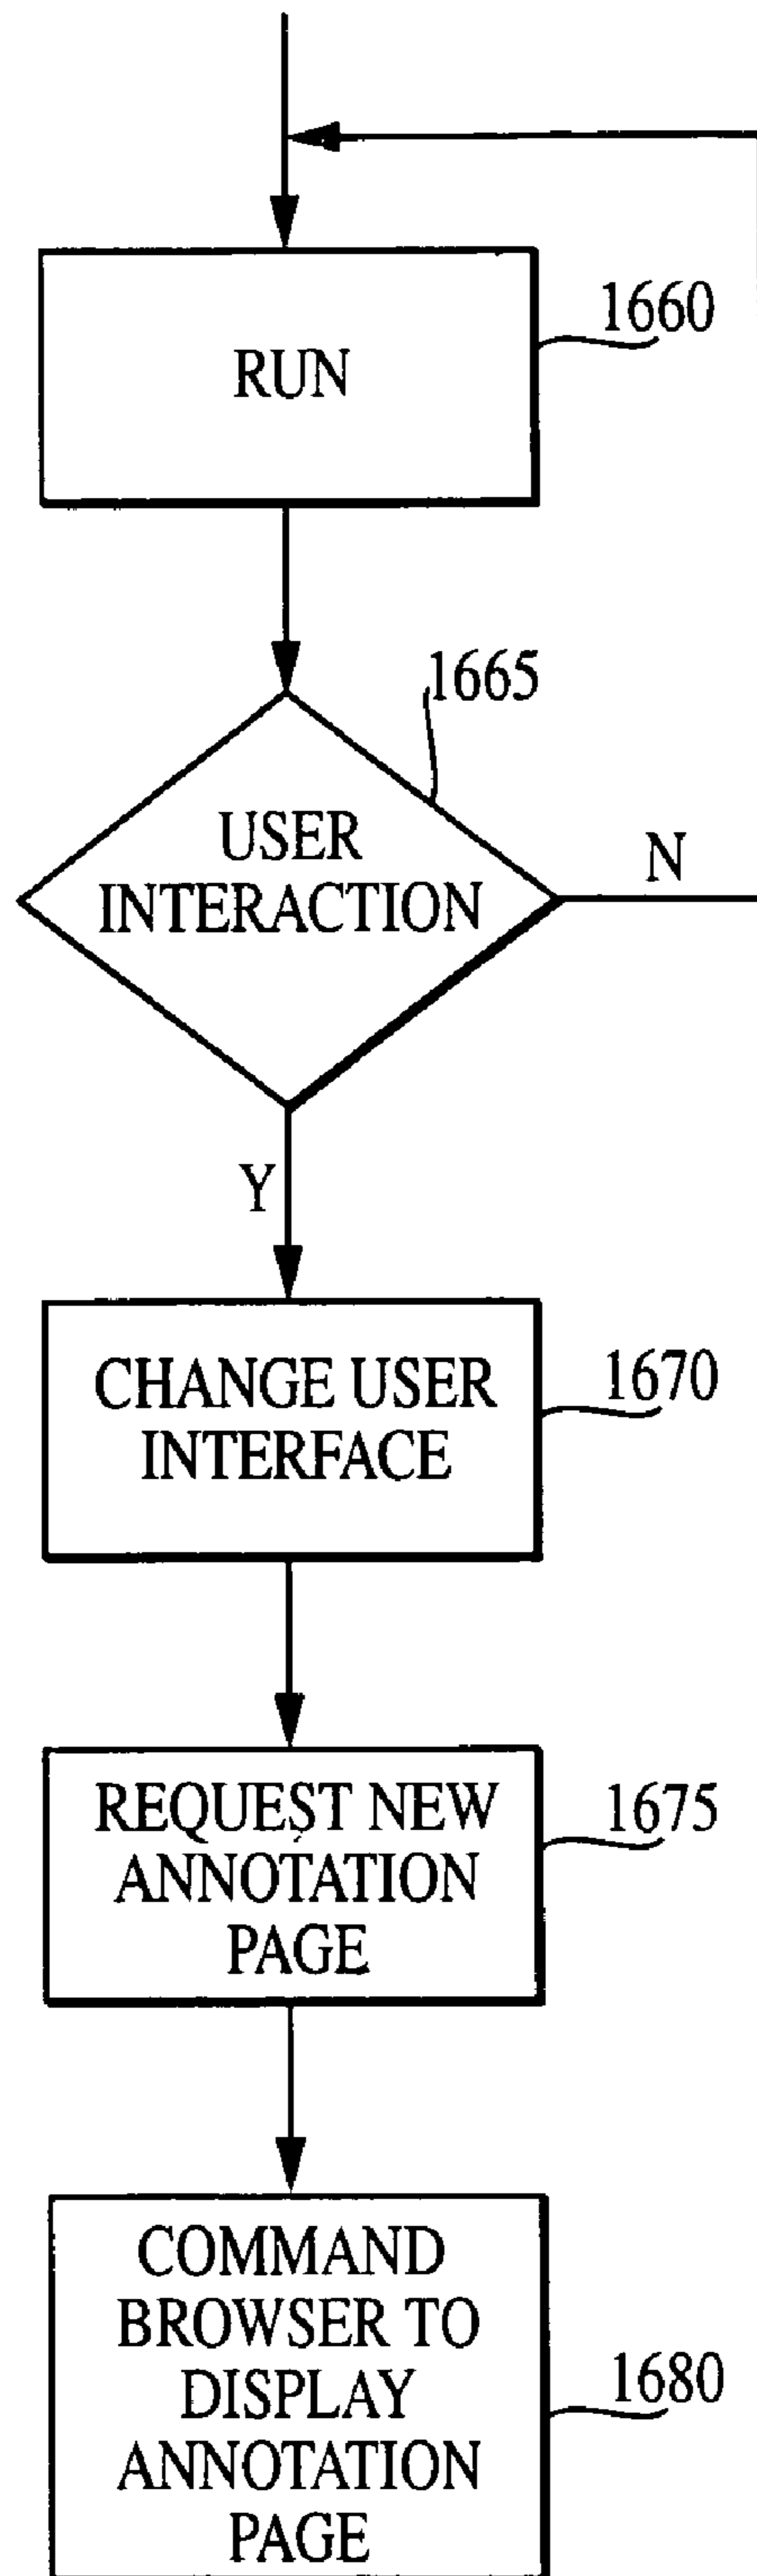 1660
RUN
1665
USER
INTERACTION
N
Y
CHANGE USER
INTERFACE
1670
REQUEST NEW
ANNOTATION
PAGE
1675
COMMAND
BROWSER TO
DISPLAY
ANNOTATION
PAGE
1680